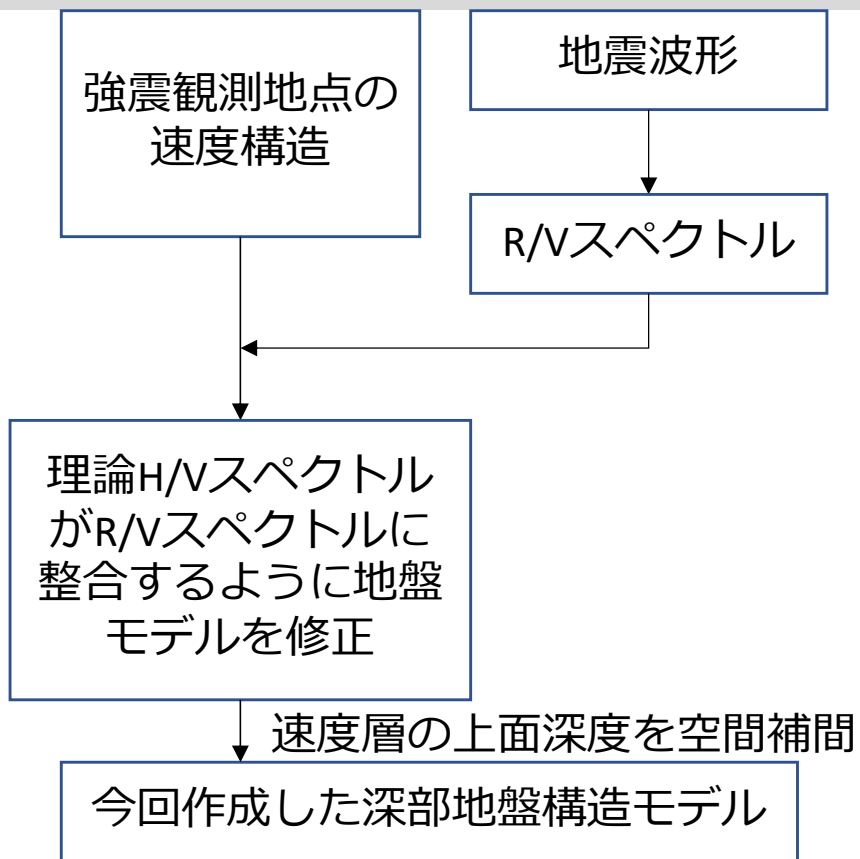 強震観測地点の
速度構造
地震波形
R/Vスペクトル
理論H/Vスペクトル
がR/Vスペクトルに
整合するように地盤
モデルを修正
速度層の上面深度を空間補間
今回作成した深部地盤構造モデル